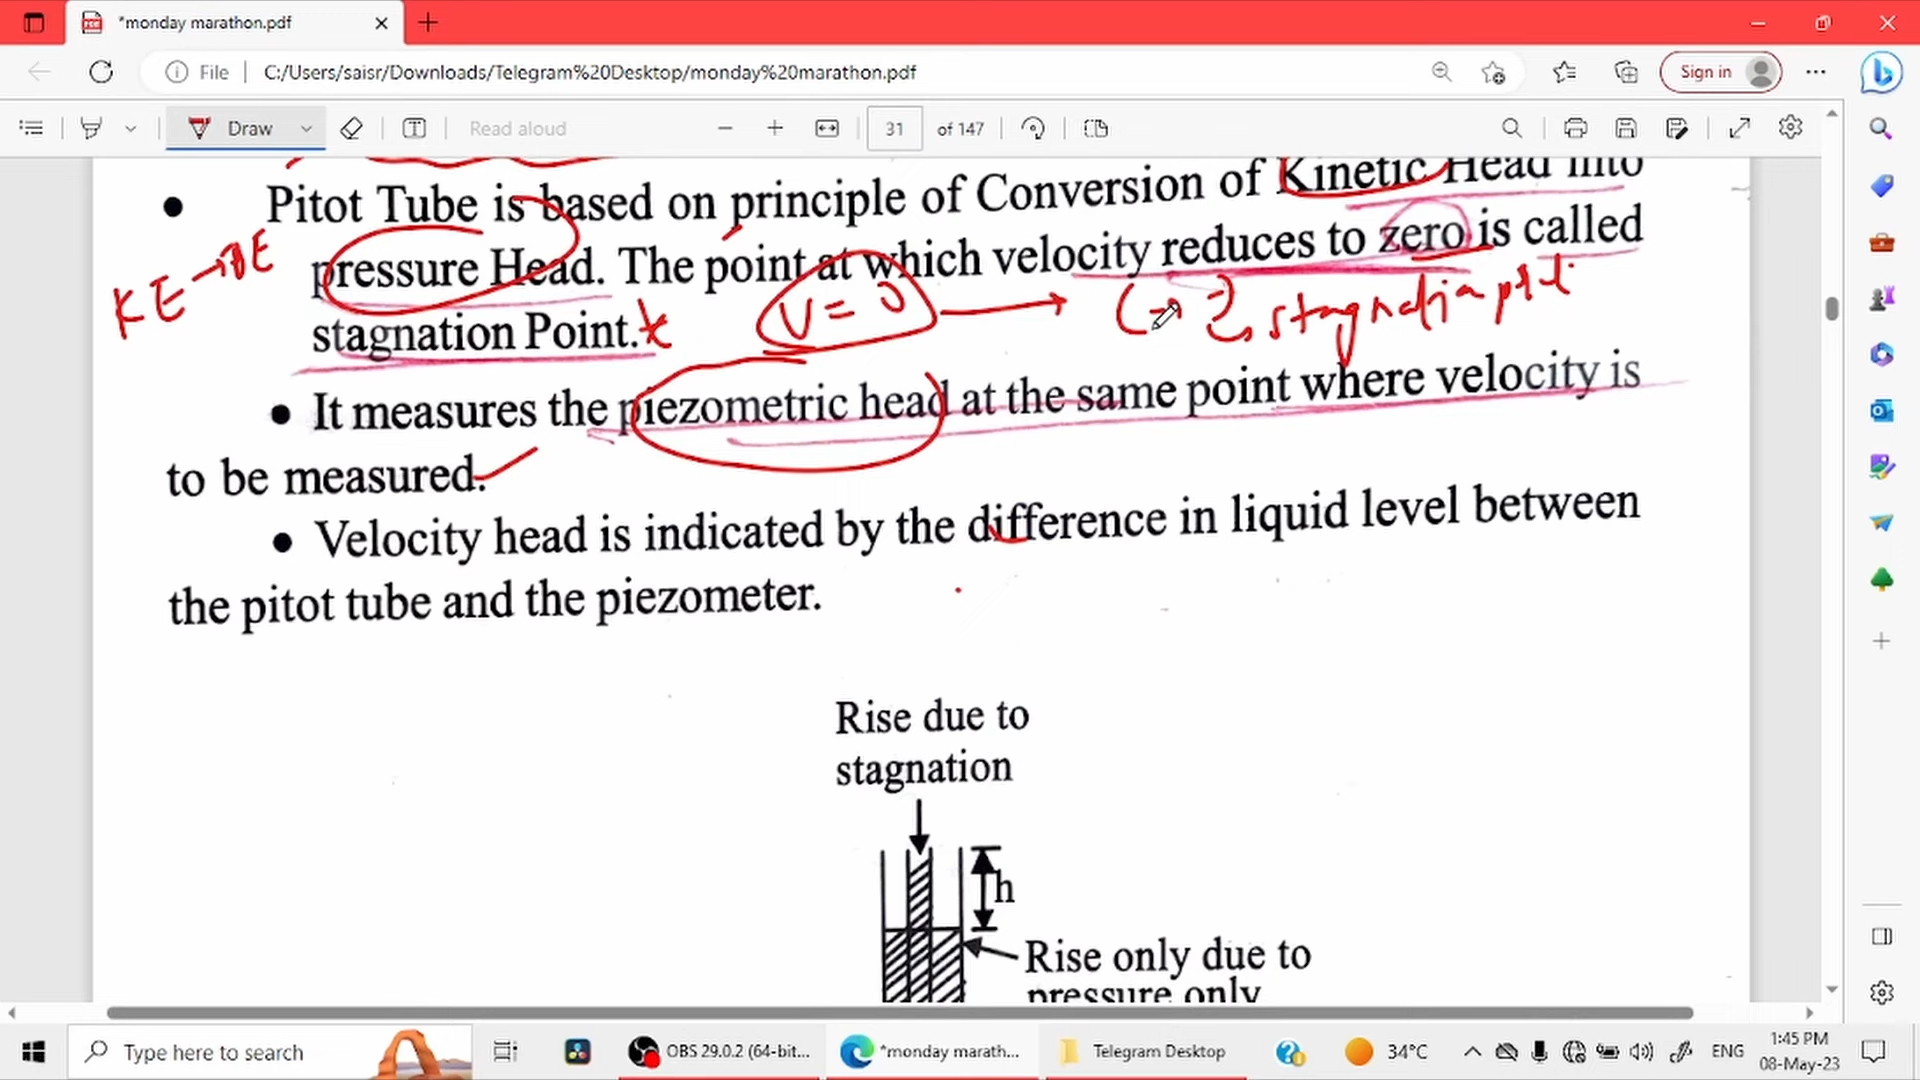 *monday marathon.pdf
File
C:/Users/saisr/Downloads/Telegram%20Desktop/monday%20marathon.pdf
Sign in
Draw
Read aloud
31 of 147
Pitot Tube is based on principle of Conversion of Kinetic Head into
pressure Head. The point at which velocity reduces to zero is called
KE → PE
stagnation Point.
V = 0
stagnation
It measures the piezometric head at the same point where velocity is
to be measured.
Velocity head is indicated by the difference in liquid level between
the pitot tube and the piezometer.
Rise due to
stagnation
h
Rise only due to
pressure only
Type here to search
OBS 29.0.2 (64-bit...
*monday marath...
Telegram Desktop
34°C
ENG
1:45 PM
08-May-23